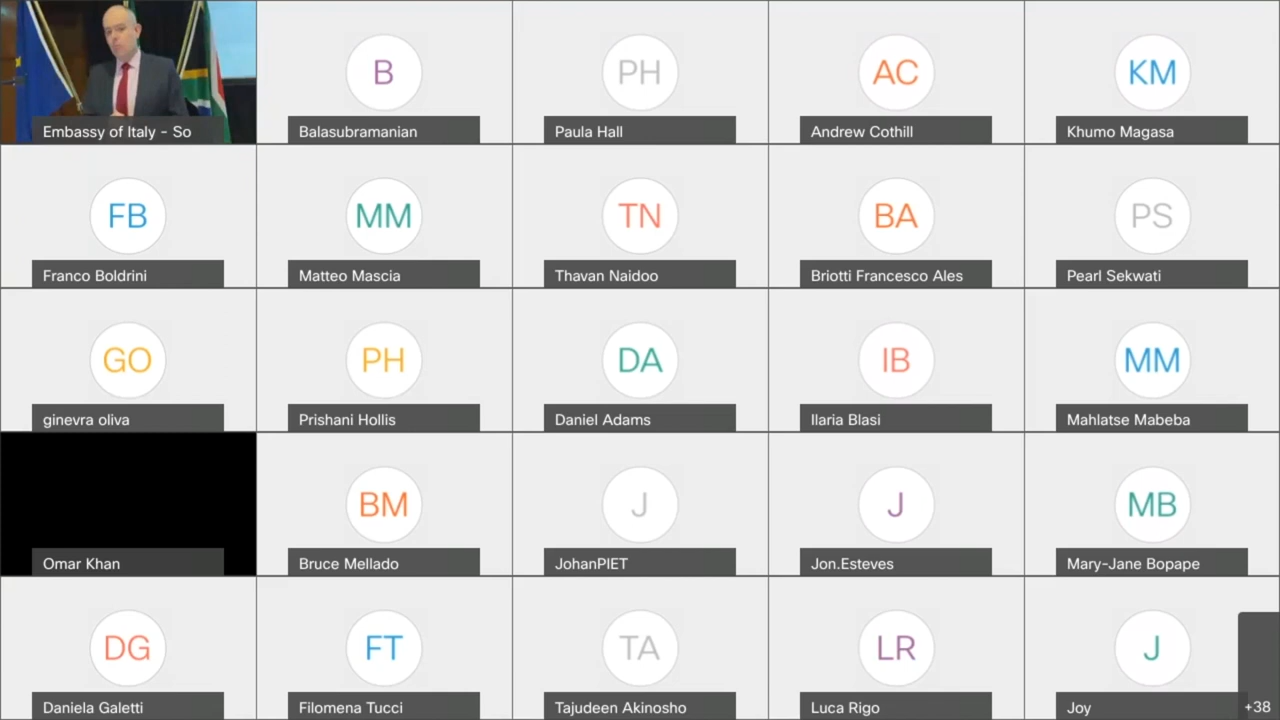 Embassy of Italy - So
B
Balasubramanian
PH
Paula Hall
AC
Andrew Cothill
KM
Khumo Magasa
FB
Franco Boldrini
MM
Matteo Mascia
TN
Thavan Naidoo
BA
Briotti Francesco Ales
PS
Pearl Sekwati
GO
ginevra oliva
PH
Prishani Hollis
DA
Daniel Adams
IB
Ilaria Blasi
MM
Mahlatse Mabeba
Omar Khan
BM
Bruce Mellado
J
JohanPIET
J
Jon.Esteves
MB
Mary-Jane Bopape
DG
Daniela Galetti
FT
Filomena Tucci
TA
Tajudeen Akinosho
LR
Luca Rigo
J
Joy
+38